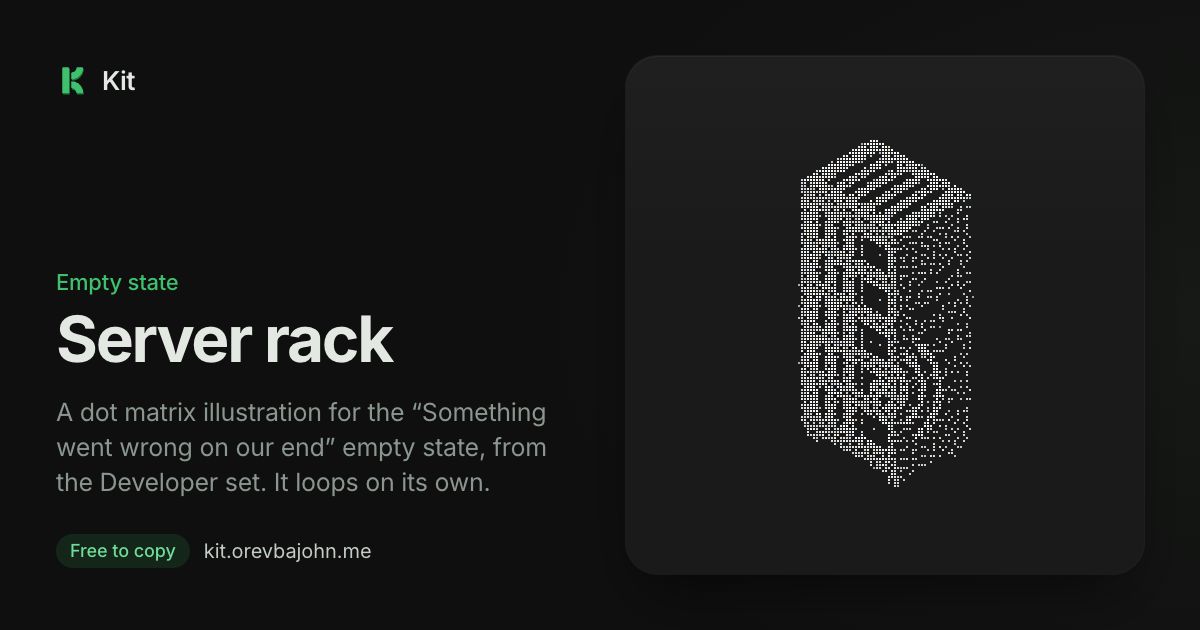 Kit
Empty state
Server rack
A dot matrix illustration for the “Something
went wrong on our end” empty state, from
the Developer set. It loops on its own.
Free to copy
kit.orevbajohn.me